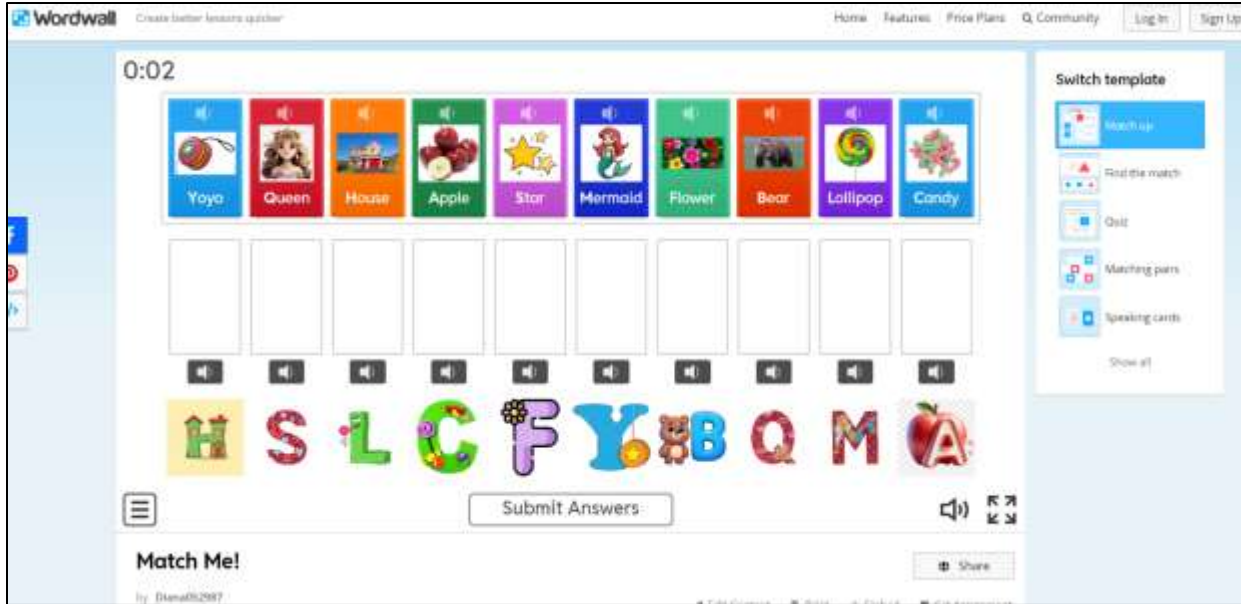 Wordwall Create better lessons quicker Home Features Price Plans Community Log In Sign Up
0:02
Yoyo Queen House Apple Star Mermaid Flower Bear Lollipop Candy
H S L C F Y B Q M A
Submit Answers
Match Me!
Share
by Diana052987
Switch template
Match up
Find the match
Quiz
Matching pairs
Speaking cards
Show all